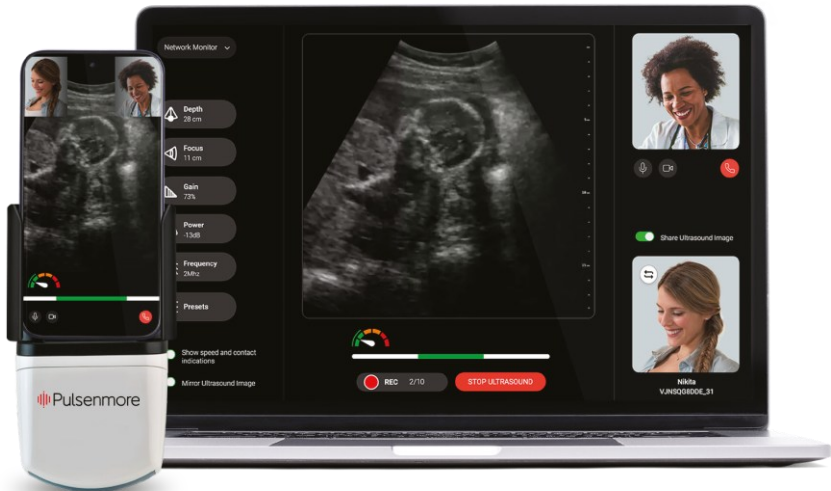 Network Monitor
Depth
28 cm
Focus
11 cm
Gain
73%
Power
-13dB
Frequency
2Mhz
Presets
Show speed and contact
indications
Mirror Ultrasound Image
REC 2/10
STOP ULTRASOUND
Share Ultrasound Image
Nikita
VJNSQG8DDE_31
Pulsenmore